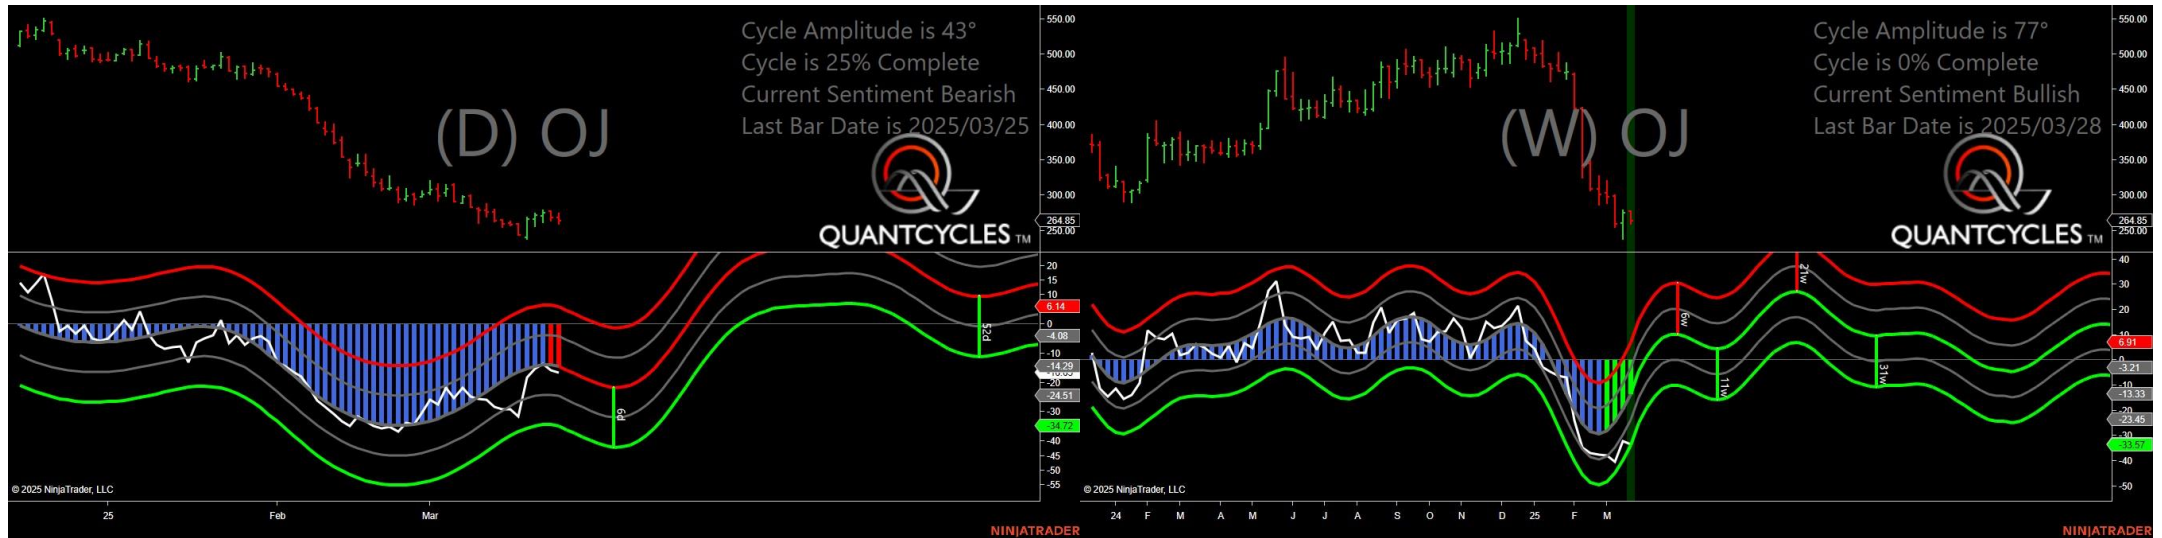 Cycle Amplitude is 43°
Cycle is 25% Complete
Current Sentiment Bearish
Last Bar Date is 2025/03/25
(D) OJ
QUANTCYCLES TM
550.00
500.00
450.00
400.00
350.00
300.00
264.85
250.00
20
15
10
6.14
0
-4.08
-10
-14.29
-20
-24.51
-30
-34.72
-40
-45
-50
-55
6d
52d
© 2025 NinjaTrader, LLC
25 Feb Mar
NINJATRADER
Cycle Amplitude is 77°
Cycle is 0% Complete
Current Sentiment Bullish
Last Bar Date is 2025/03/28
(W) OJ
QUANTCYCLES TM
550.00
500.00
450.00
400.00
350.00
300.00
264.85
250.00
40
30
20
10
6.91
0
-3.21
-10
-13.33
-20
-23.45
-30
-33.57
-40
-50
6w
11w
21w
31w
© 2025 NinjaTrader, LLC
24 F M A M J J A S O N D 25 F M
NINJATRADER